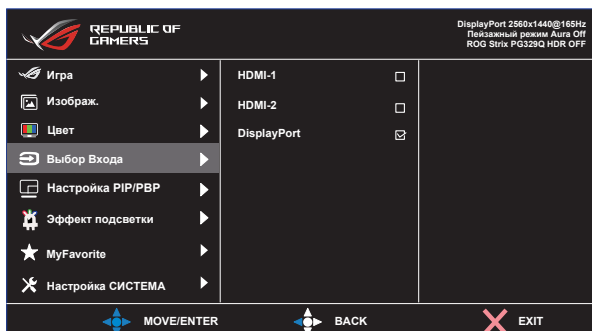 REPUBLIC OF
GAMERS
DisplayPort 2560x1440@165Hz
Пейзажный режим Aura Off
ROG Strix PG329Q HDR OFF
Игра
HDMI-1
Изображ.
HDMI-2
Цвет
DisplayPort
Выбор Входа
Настройка PIP/PBP
Эффект подсветки
MyFavorite
Настройка СИСТЕМА
MOVE/ENTER
BACK
EXIT